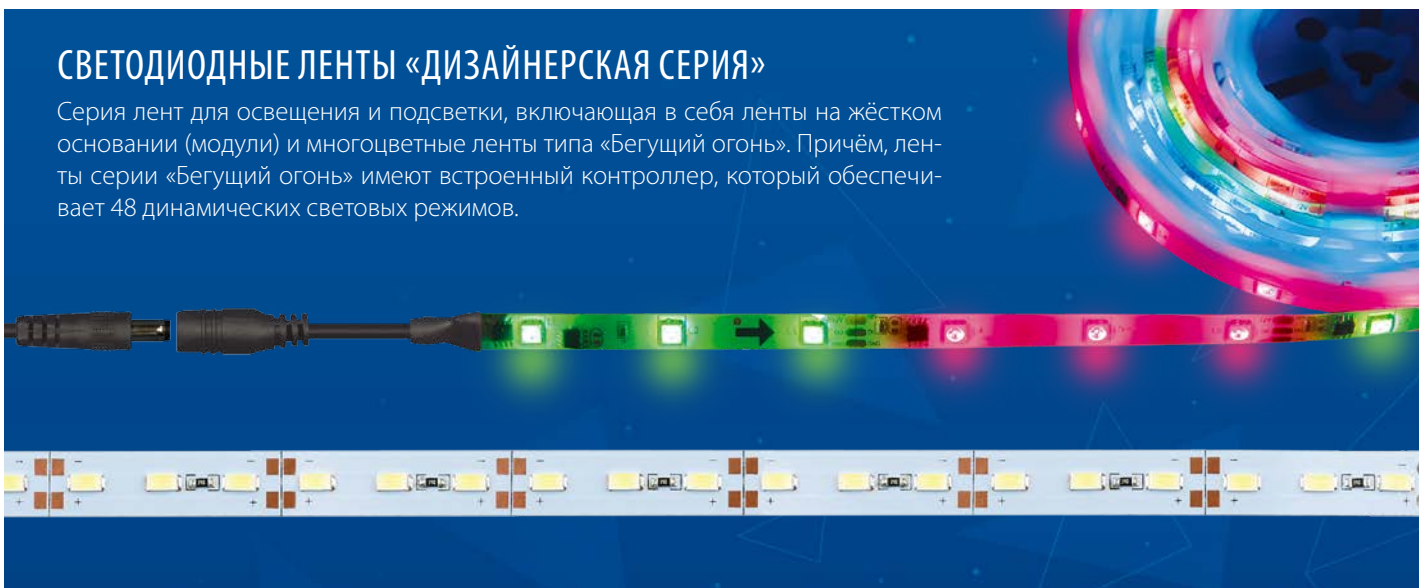 СВЕТОДИОДНЫЕ ЛЕНТЫ «ДИЗАЙНЕРСКАЯ СЕРИЯ»
Серия лент для освещения и подсветки, включающая в себя ленты на жёстком
основании (модули) и многоцветные ленты типа «Бегущий огонь». Причём, лен-
ты серии «Бегущий огонь» имеют встроенный контроллер, который обеспечи-
вает 48 динамических световых режимов.